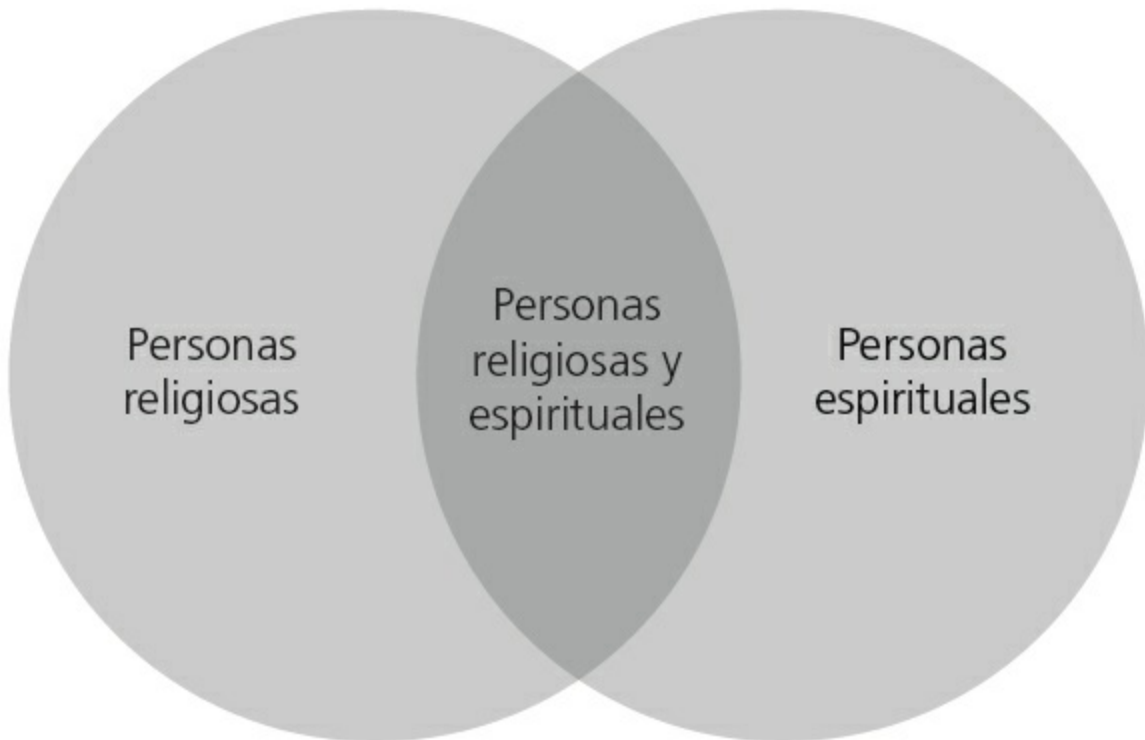 Personas
religiosas
Personas
religiosas y
espirituales
Personas
espirituales